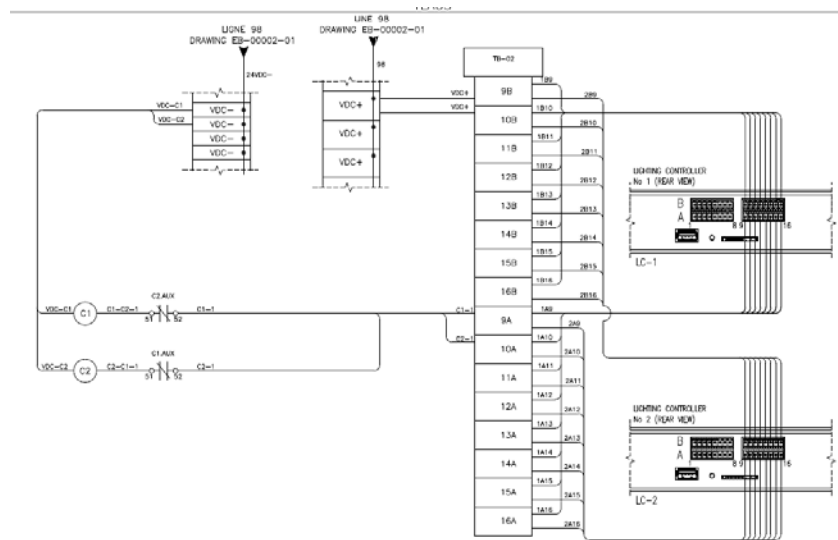 LIGNE 98
DRAWING EB-00002-01
LINE 98
DRAWING EB-00002-01
24VDC-
98
TB-02
VDC-C1
VDC-C2
VDC-
VDC-
VDC-
VDC-
VDC+
VDC+
VDC+
VDC+
VDC+
9B
10B
11B
12B
13B
14B
15B
16B
9A
10A
11A
12A
13A
14A
15A
16A
1B9
1B10
1B11
1B12
1B13
1B14
1B15
1B16
1A9
1A10
1A11
1A12
1A13
1A14
1A15
1A16
2B9
2B10
2B11
2B12
2B13
2B14
2B15
2B16
2A9
2A10
2A11
2A12
2A13
2A14
2A15
2A16
LIGHTING CONTROLLER
No 1 (REAR VIEW)
B
A
1 8 9 16
LC-1
C2.AUX
VDC-C1 C1 C1-C2-1 51 52 C1-1 C1-1
C1.AUX
VDC-C2 C2 C2-C1-1 51 52 C2-1 C2-1
LIGHTING CONTROLLER
No 2 (REAR VIEW)
B
A
1 8 9 16
LC-2